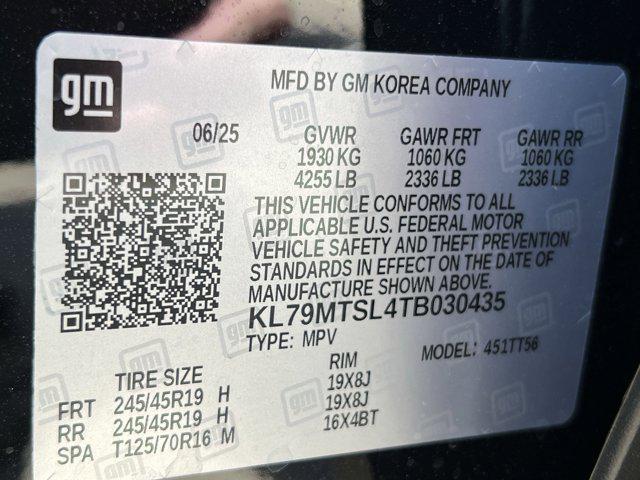 gm
MFD BY GM KOREA COMPANY
06/25 GVWR GAWR FRT GAWR RR
1930 KG 1060 KG 1060 KG
4255 LB 2336 LB 2336 LB
THIS VEHICLE CONFORMS TO ALL
APPLICABLE U.S. FEDERAL MOTOR
VEHICLE SAFETY AND THEFT PREVENTION
STANDARDS IN EFFECT ON THE DATE OF
MANUFACTURE SHOWN ABOVE.
KL79MTSL4TB030435
TYPE: MPV MODEL: 451TT56
TIRE SIZE RIM
FRT 245/45R19 H 19X8J
RR 245/45R19 H 19X8J
SPA T125/70R16 M 16X4BT